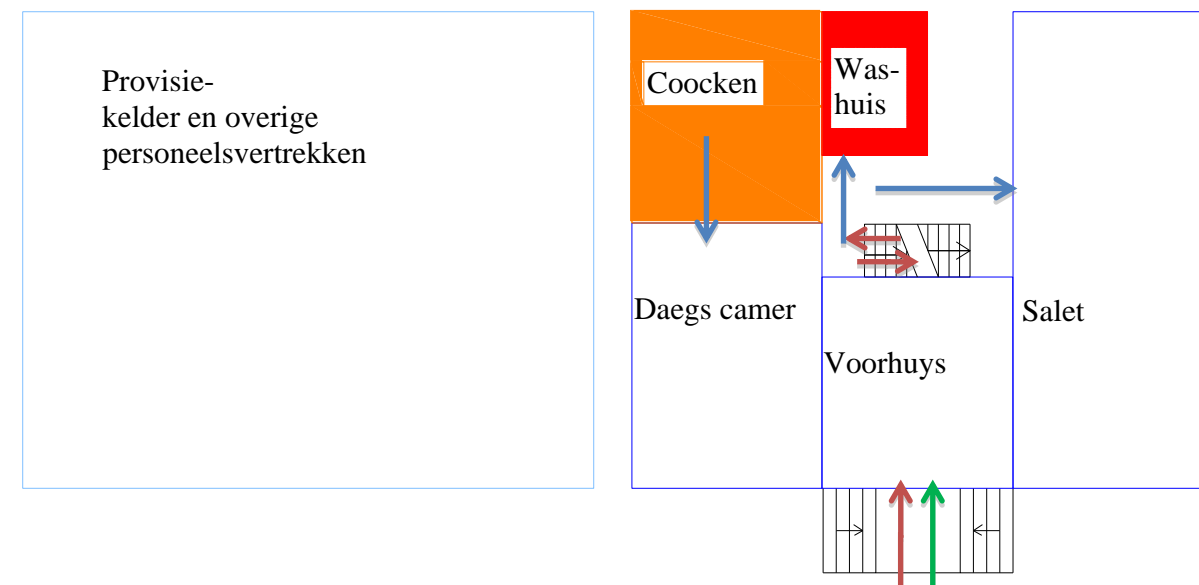 Provisie-
kelder en overige
personeelsvertrekken
Coocken
Was-
huis
Daegs camer
Voorhuys
Salet